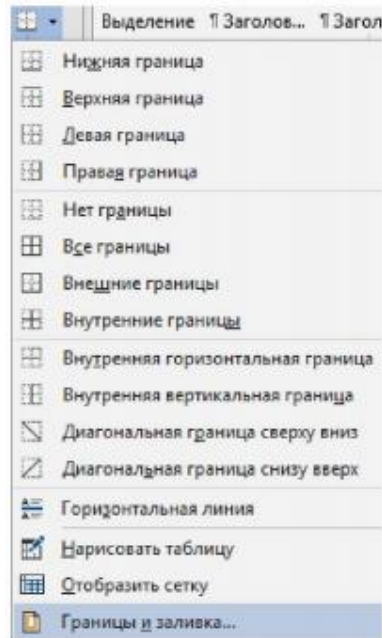 Выделение ¶ Заголов... ¶ Загол
Нижняя граница
Верхняя граница
Левая граница
Правая граница
Нет границы
Все границы
Внешние границы
Внутренние границы
Внутренняя горизонтальная граница
Внутренняя вертикальная граница
Диагональная граница сверху вниз
Диагональная граница снизу вверх
Горизонтальная линия
Нарисовать таблицу
Отобразить сетку
Границы и заливка...